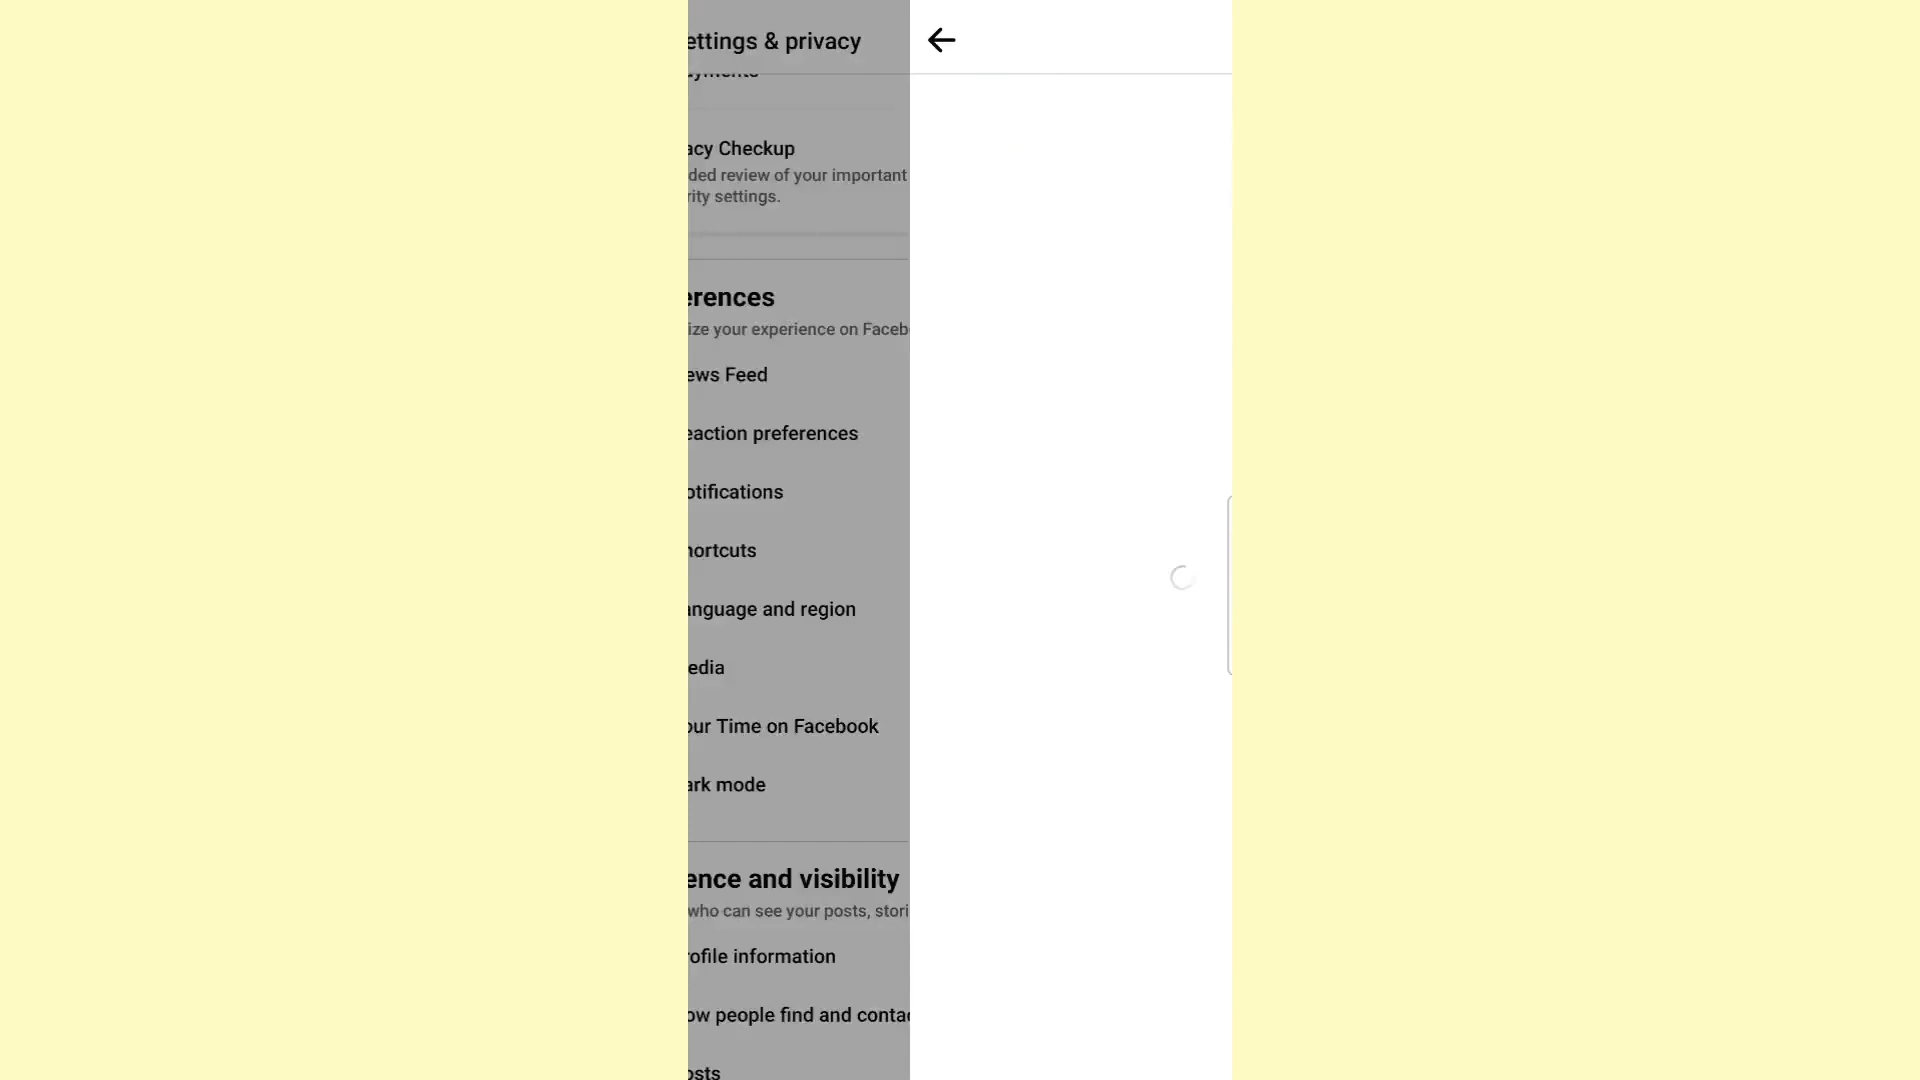 ettings & privacy
yments
acy Checkup
ded review of your important
rity settings.
erences
ize your experience on Faceb
ews Feed
eaction preferences
otifications
hortcuts
anguage and region
edia
our Time on Facebook
ark mode
ence and visibility
who can see your posts, stori
rofile information
ow people find and contac
osts